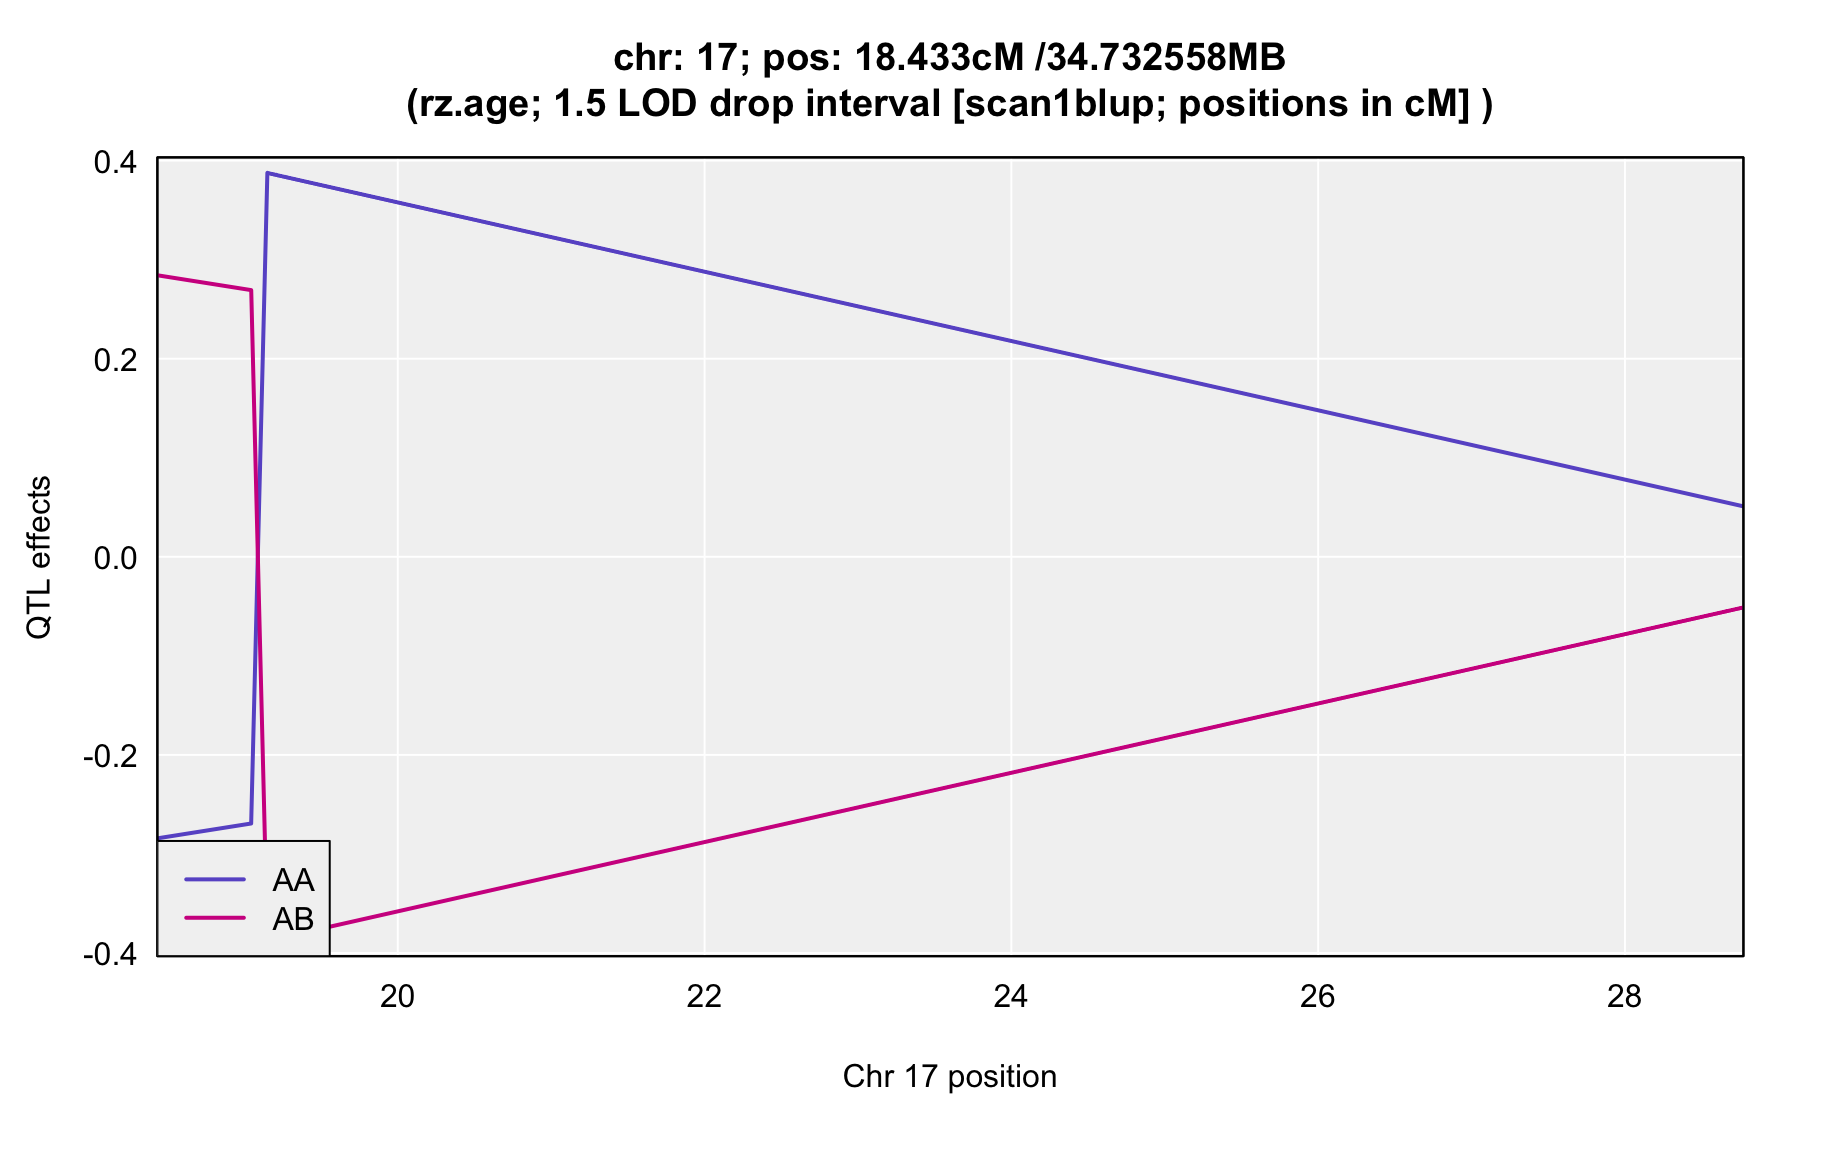 chr: 17; pos: 18.433cM /34.732558MB
(rz.age; 1.5 LOD drop interval [scan1blup; positions in cM] )
0.4
0.2
0.0
-0.2
-0.4
QTL effects
AA
AB
20 22 24 26 28
Chr 17 position